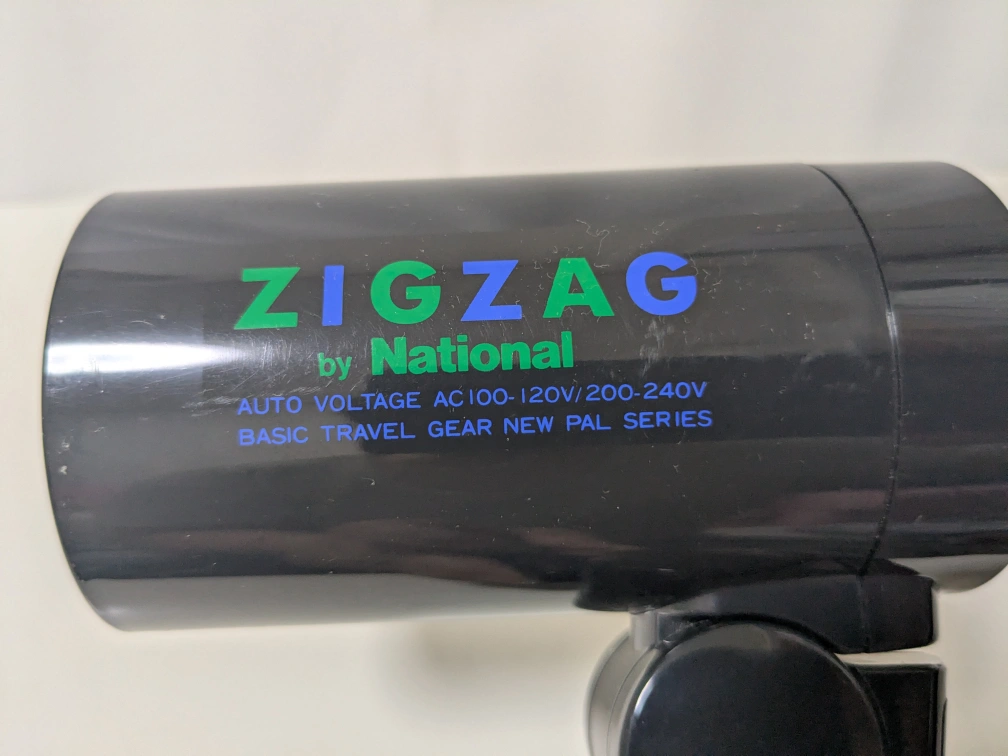 ZIGZAG
by National
AUTO VOLTAGE AC100-120V/200-240V
BASIC TRAVEL GEAR NEW PAL SERIES